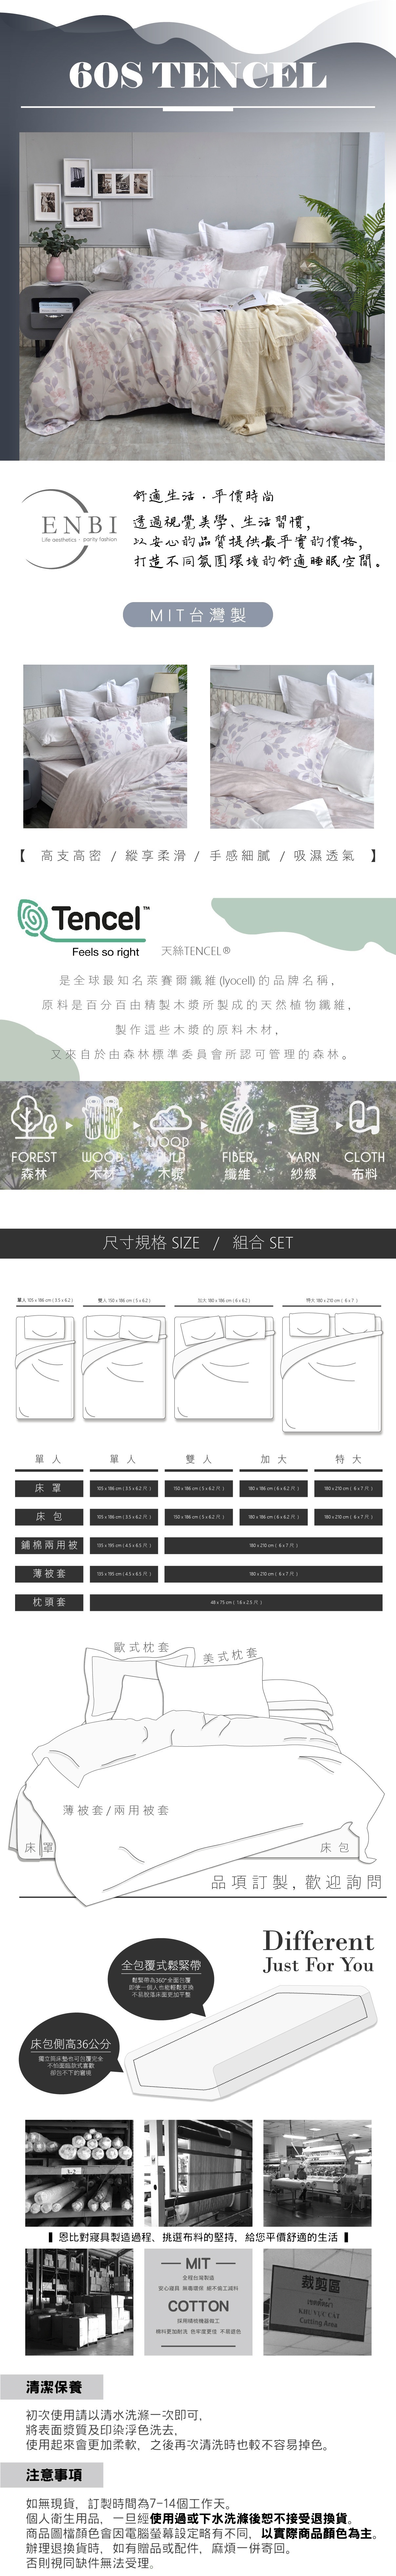 60S TENCEL
ENBI
Life aesthetics - parity fashion
舒適生活．平價時尚
透過視覺美學、生活習慣，
以安心的品質提供最平實的價格，
打造不同氛圍環境的舒適睡眠空間。
MIT台灣製
【 高支高密 / 縱享柔滑 / 手感細膩 / 吸濕透氣 】
Tencel™
Feels so right
天絲TENCEL®
是全球最知名萊賽爾纖維(lyocell)的品牌名稱，
原料是百分百由精製木漿所製成的天然植物纖維，
製作這些木漿的原料木材，
又來自於由森林標準委員會所認可管理的森林。
FOREST
森林
WOOD
木材
WOOD
PULP
木漿
FIBER
纖維
YARN
紗線
CLOTH
布料
尺寸規格 SIZE / 組合 SET
單人 105 x 186 cm ( 3.5 x 6.2 )
雙人 150 x 186 cm ( 5 x 6.2 )
加大 180 x 186 cm ( 6 x 6.2 )
特大 180 x 210 cm ( 6 x 7 )
單人 單人 雙人 加大 特大
床罩 105 x 186 cm ( 3.5 x 6.2 尺 ) 150 x 186 cm ( 5 x 6.2 尺 ) 180 x 186 cm ( 6 x 6.2 尺 ) 180 x 210 cm ( 6 x 7 尺 )
床包 105 x 186 cm ( 3.5 x 6.2 尺 ) 150 x 186 cm ( 5 x 6.2 尺 ) 180 x 186 cm ( 6 x 6.2 尺 ) 180 x 210 cm ( 6 x 7 尺 )
鋪棉兩用被 135 x 195 cm ( 4.5 x 6.5 尺 ) 180 x 210 cm ( 6 x 7 尺 )
薄被套 135 x 195 cm ( 4.5 x 6.5 尺 ) 180 x 210 cm ( 6 x 7 尺 )
枕頭套 48 x 75 cm ( 1.6 x 2.5 尺 )
歐式枕套
美式枕套
薄被套/兩用被套
床罩
床包
品項訂製，歡迎詢問
Different
Just For You
全包覆式鬆緊帶
鬆緊帶為360°全面包覆
即使一個人也能輕鬆更換
不易脫落床面更加平整
床包側高36公分
獨立筒床墊也可包覆完全
不怕面臨款式喜歡
卻包不下的窘境
恩比對寢具製造過程、挑選布料的堅持，給您平價舒適的生活
MIT
全程台灣製造
安心寢具 無毒環保 絕不偷工減料
COTTON
採用精梳機器做工
棉料更加耐洗 色牢度更佳 不易退色
裁剪區
KHU VỰC CẮT
Cutting Area
清潔保養
初次使用請以清水洗滌一次即可，
將表面漿質及印染浮色洗去，
使用起來會更加柔軟，之後再次清洗時也較不容易掉色。
注意事項
如無現貨，訂製時間為7-14個工作天。
個人衛生用品，一旦經使用過或下水洗滌後恕不接受退換貨。
商品圖檔顏色會因電腦螢幕設定略有不同，以實際商品顏色為主。
辦理退換貨時，如有贈品或配件，麻煩一併寄回。
否則視同缺件無法受理。